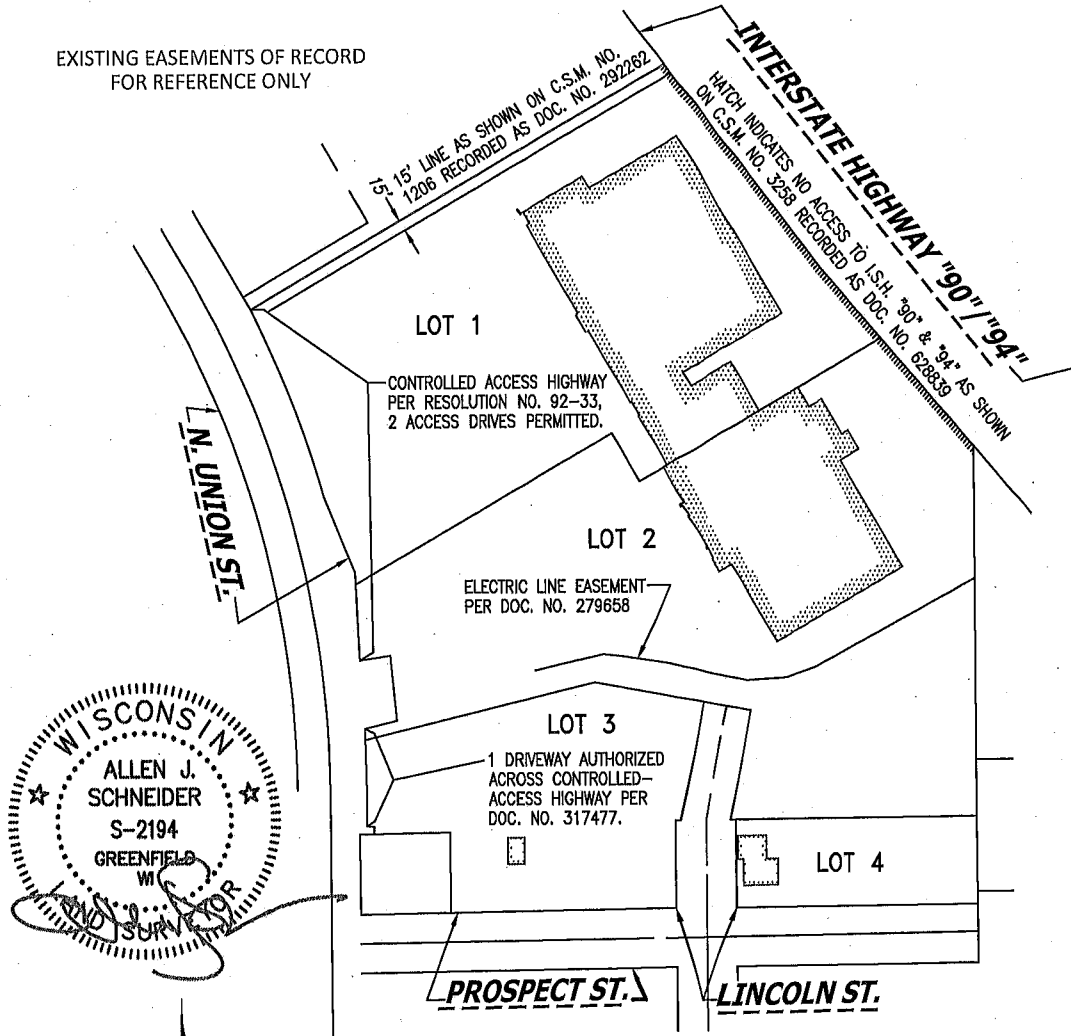 EXISTING EASEMENTS OF RECORD
FOR REFERENCE ONLY
15'
15' LINE AS SHOWN ON C.S.M. NO.
1206 RECORDED AS DOC. NO. 292262
INTERSTATE HIGHWAY "90"/"94"
HATCH INDICATES NO ACCESS TO I.S.H. "90" & "94" AS SHOWN
ON C.S.M. NO. 3258 RECORDED AS DOC. NO. 628839
LOT 1
CONTROLLED ACCESS HIGHWAY
PER RESOLUTION NO. 92-33,
2 ACCESS DRIVES PERMITTED.
N. UNION ST.
LOT 2
ELECTRIC LINE EASEMENT
PER DOC. NO. 279658
LOT 3
1 DRIVEWAY AUTHORIZED
ACROSS CONTROLLED-
ACCESS HIGHWAY PER
DOC. NO. 317477.
LOT 4
WISCONSIN
ALLEN J.
SCHNEIDER
S-2194
GREENFIELD
WI
LAND SURVEYOR
PROSPECT ST.
LINCOLN ST.